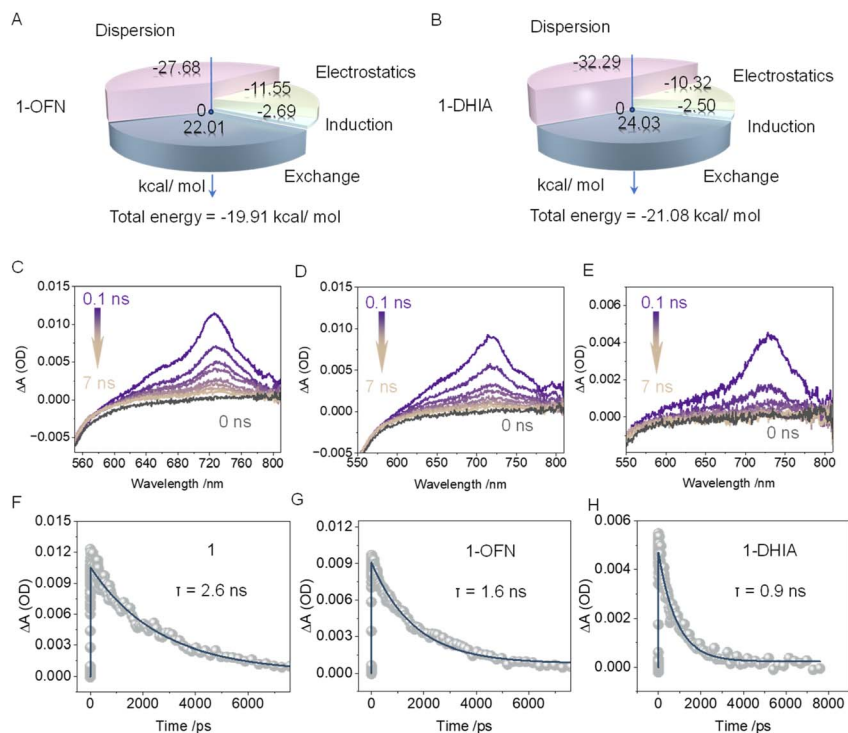 A
Dispersion
-27.68
-11.55
Electrostatics
1-OFN
0
-2.69
22.01
Induction
Exchange
kcal/ mol
Total energy = -19.91 kcal/ mol
B
Dispersion
-32.29
-10.32
Electrostatics
1-DHIA
0
-2.50
24.03
Induction
Exchange
kcal/ mol
Total energy = -21.08 kcal/ mol
C
0.015
0.010
0.005
0.000
−0.005
ΔA (OD)
0.1 ns
7 ns
0 ns
560 600 640 680 720 760 800
Wavelength /nm
D
0.015
0.010
0.005
0.000
−0.005
ΔA (OD)
0.1 ns
7 ns
0 ns
560 600 640 680 720 760 800
Wavelength /nm
E
0.006
0.004
0.002
0.000
ΔA (OD)
0.1 ns
7 ns
0 ns
550 600 650 700 750 800
Wavelength /nm
F
0.015
0.012
0.009
0.006
0.003
0.000
ΔA (OD)
1
τ = 2.6 ns
0 2000 4000 6000
Time /ps
G
0.012
0.009
0.006
0.003
0.000
ΔA (OD)
1-OFN
τ = 1.6 ns
0 2000 4000 6000
Time /ps
H
0.006
0.004
0.002
0.000
ΔA (OD)
1-DHIA
τ = 0.9 ns
0 2000 4000 6000 8000
Time /ps